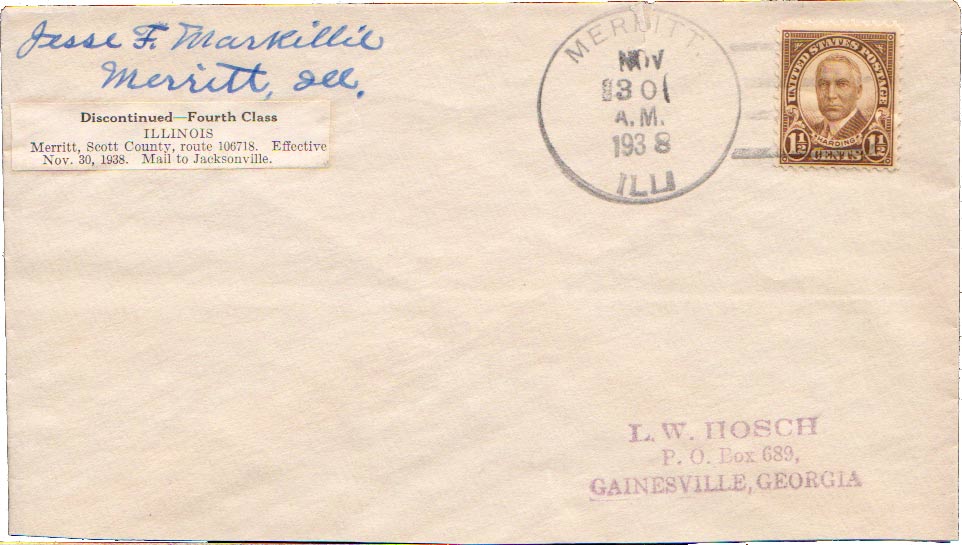 Jesse F. Markillie
Merritt, Ill.
Discontinued—Fourth Class
ILLINOIS
Merritt, Scott County, route 106718. Effective
Nov. 30, 1938. Mail to Jacksonville.
MERRITT.
NOV
30
A.M.
1938
ILL
UNITED STATES POSTAGE
HARDING
1½ CENTS 1½
L. W. HOSCH
P. O. Box 689,
GAINESVILLE, GEORGIA